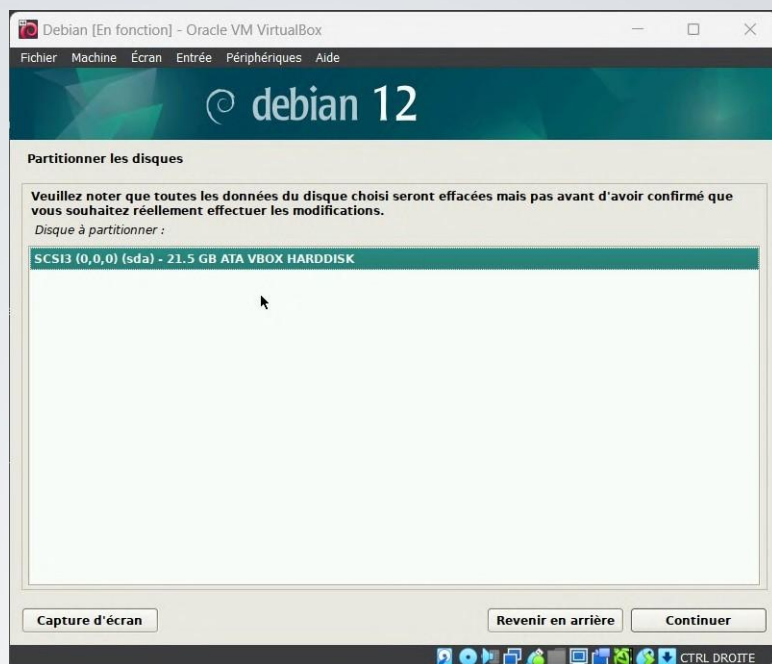 Debian [En fonction] - Oracle VM VirtualBox
Fichier Machine Écran Entrée Périphériques Aide
debian 12
Partitionner les disques
Veuillez noter que toutes les données du disque choisi seront effacées mais pas avant d'avoir confirmé que
vous souhaitez réellement effectuer les modifications.
Disque à partitionner :
SCSI3 (0,0,0) (sda) - 21.5 GB ATA VBOX HARDDISK
Capture d'écran
Revenir en arrière
Continuer
CTRL DROITE